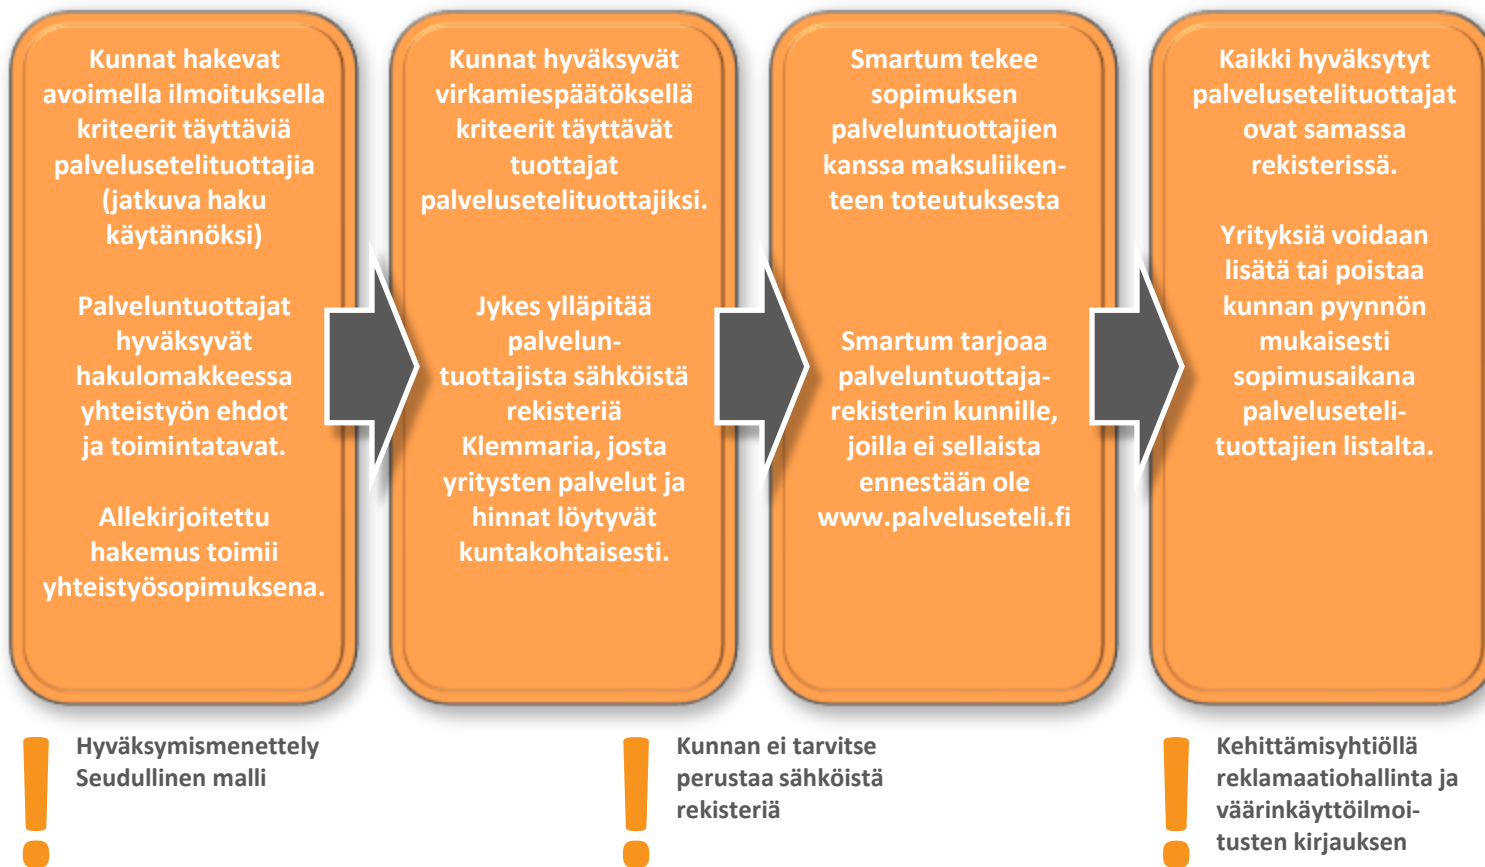 Kunnat hakevat
avoimella ilmoituksella
kriteerit täyttäviä
palvelusetelituottajia
(jatkuva haku
käytännöksi)
Palveluntuottajat
hyväksyvät
hakulomakkeessa
yhteistyön ehdot
ja toimintatavat.
Allekirjoitettu
hakemus toimii
yhteistyösopimuksena.
Kunnat hyväksyvät
virkamiespäätöksellä
kriteerit täyttävät
tuottajat
palvelusetelituottajiksi.
Jykes ylläpitää
palvelun-
tuottajista sähköistä
rekisteriä
Klemmaria, josta
yritysten palvelut ja
hinnat löytyvät
kuntakohtaisesti.
Smartum tekee
sopimuksen
palveluntuottajien
kanssa maksuliiken-
teen toteutuksesta
Smartum tarjoaa
palveluntuottaja-
rekisterin kunnille,
joilla ei sellaista
ennestään ole
www.palveluseteli.fi
Kaikki hyväksytyt
palvelusetelituottajat
ovat samassa
rekisterissä.
Yrityksiä voidaan
lisätä tai poistaa
kunnan pyynnön
mukaisesti
sopimusaikana
palveluseteli-
tuottajien listalta.
! Hyväksymismenettely
Seudullinen malli
! Kunnan ei tarvitse
perustaa sähköistä
rekisteriä
! Kehittämisyhtiöllä
reklamaatiohallinta ja
väärinkäyttöilmoi-
tusten kirjauksen